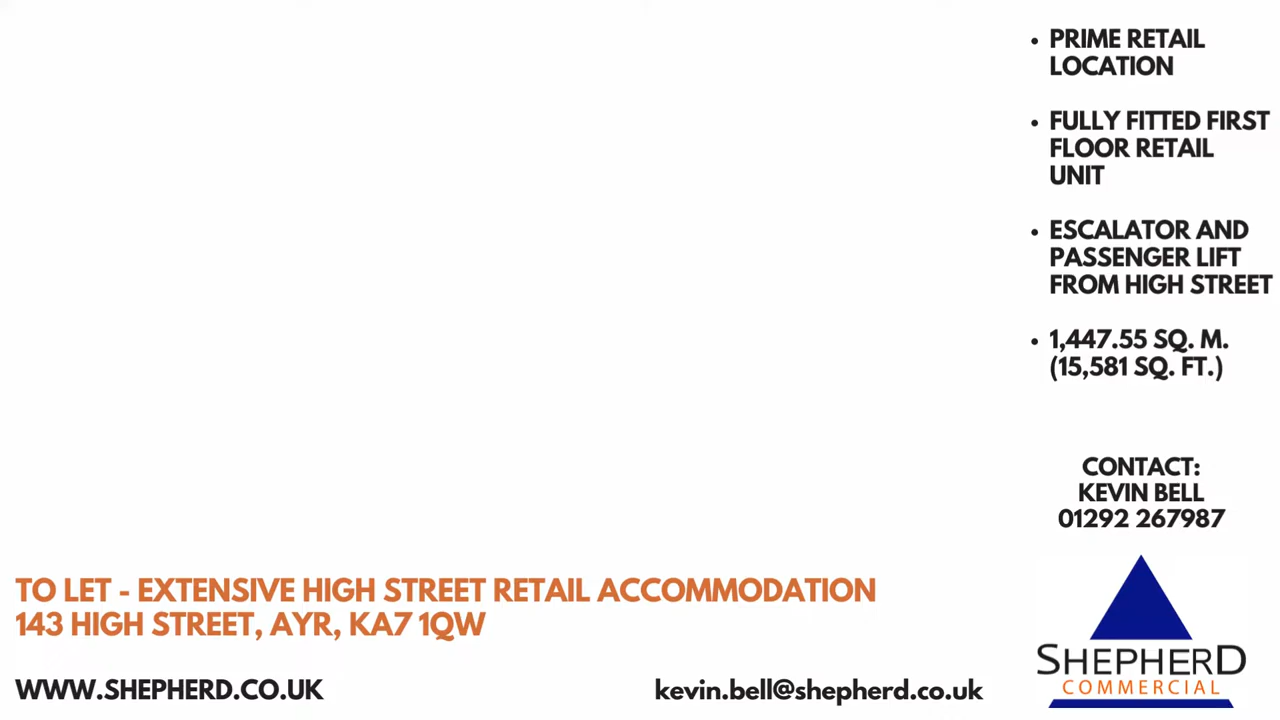 • PRIME RETAIL
LOCATION
• FULLY FITTED FIRST
FLOOR RETAIL
UNIT
• ESCALATOR AND
PASSENGER LIFT
FROM HIGH STREET
• 1,447.55 SQ. M.
(15,581 SQ. FT.)
CONTACT:
KEVIN BELL
01292 267987
TO LET - EXTENSIVE HIGH STREET RETAIL ACCOMMODATION
143 HIGH STREET, AYR, KA7 1QW
WWW.SHEPHERD.CO.UK
kevin.bell@shepherd.co.uk
SHEPHERD
COMMERCIAL